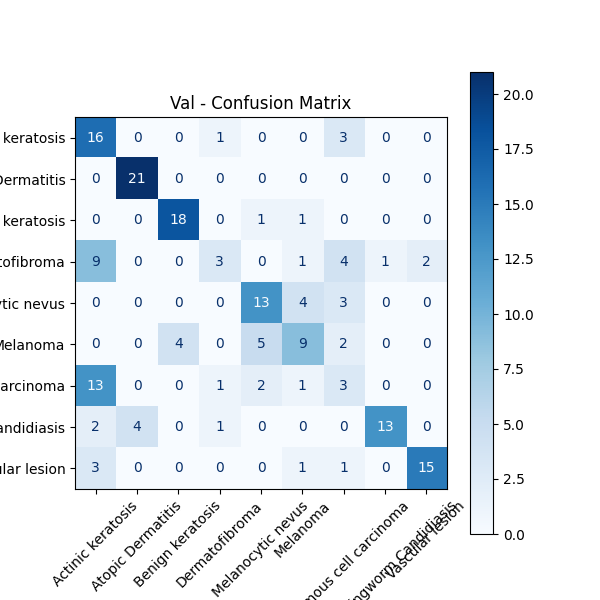 Val - Confusion Matrix
keratosis 16 0 0 1 0 0 3 0 0
Dermatitis 0 21 0 0 0 0 0 0 0
keratosis 0 0 18 0 1 1 0 0 0
tofibroma 9 0 0 3 0 1 4 1 2
ytic nevus 0 0 0 0 13 4 3 0 0
Melanoma 0 0 4 0 5 9 2 0 0
arcinoma 13 0 0 1 2 1 3 0 0
andidiasis 2 4 0 1 0 0 0 13 0
ular lesion 3 0 0 0 0 1 1 0 15
Actinic keratosis
Atopic Dermatitis
Benign keratosis
Dermatofibroma
Melanocytic nevus
Melanoma
mous cell carcinoma
ngworm Candidiasis
Vascular lesion
20.0
17.5
15.0
12.5
10.0
7.5
5.0
2.5
0.0